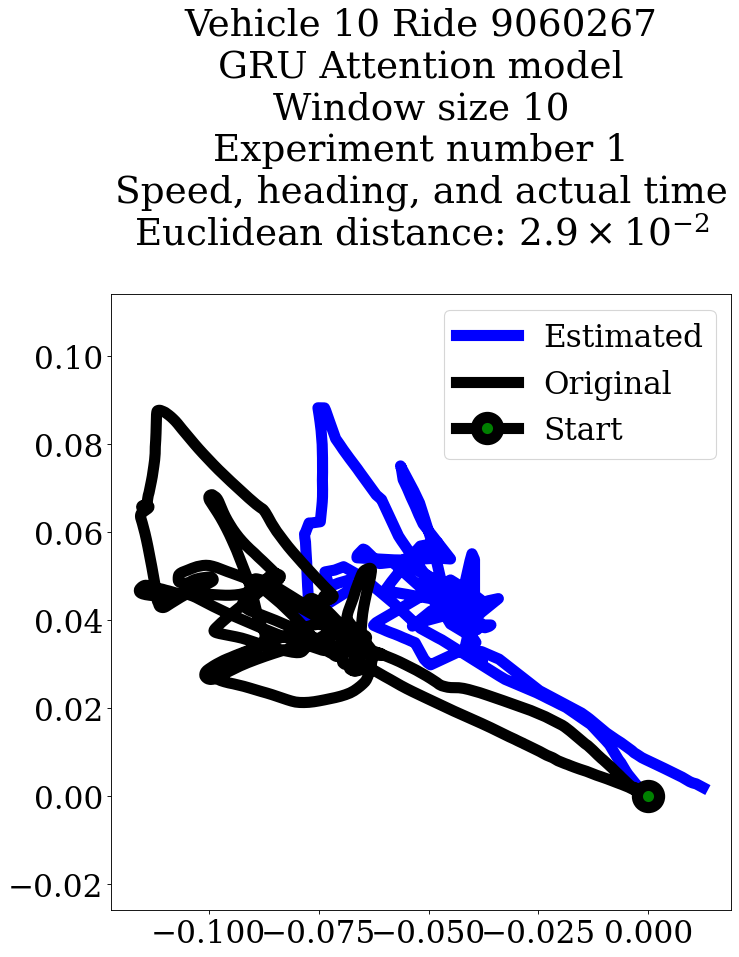 Vehicle 10 Ride 9060267
GRU Attention model
Window size 10
Experiment number 1
Speed, heading, and actual time
Euclidean distance: 2.9 × 10⁻²
Estimated
Original
Start
0.10
0.08
0.06
0.04
0.02
0.00
−0.02
−0.100 −0.075 −0.050 −0.025 0.000